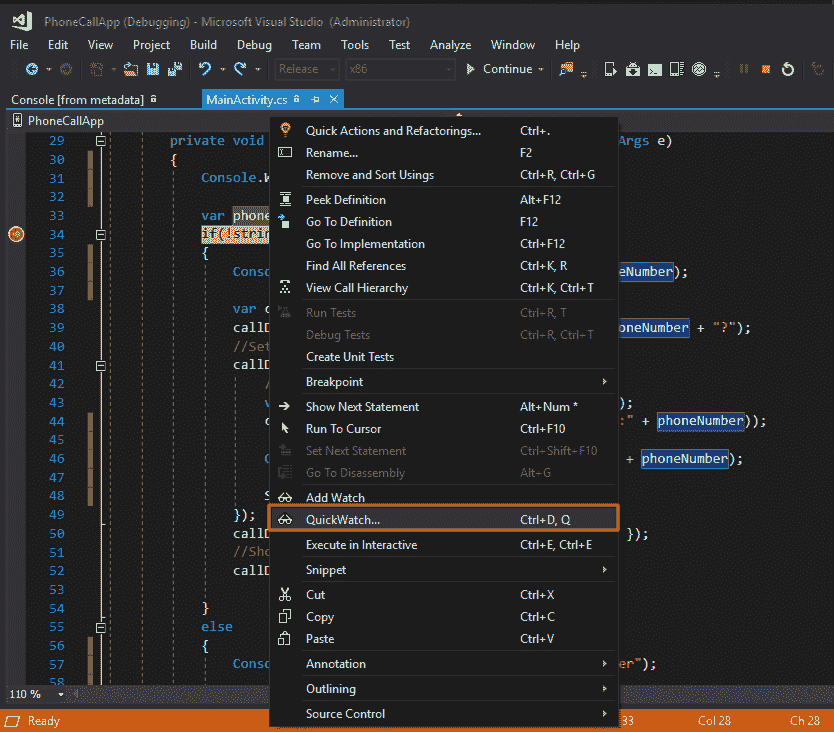 PhoneCallApp (Debugging) - Microsoft Visual Studio (Administrator)
File Edit View Project Build Debug Team Tools Test Analyze Window Help
Release x86 Continue
Console [from metadata] MainActivity.cs
PhoneCallApp
29 private void Args e)
30 {
31 Console.W
32
33 var phone
34 if(!strin
35 {
36 Conso eNumber);
37
38 var c
39 callD oneNumber + "?");
40 //Set
41 callD
42 /
43 v );
44 c :" + phoneNumber));
45
46 C + phoneNumber);
47
48 S
49 });
50 callD });
51 //Sho
52 callD
53
54 }
55 else
56 {
57 Conso er");
58
Quick Actions and Refactorings... Ctrl+.
Rename... F2
Remove and Sort Usings Ctrl+R, Ctrl+G
Peek Definition Alt+F12
Go To Definition F12
Go To Implementation Ctrl+F12
Find All References Ctrl+K, R
View Call Hierarchy Ctrl+K, Ctrl+T
Run Tests Ctrl+R, T
Debug Tests Ctrl+R, Ctrl+T
Create Unit Tests
Breakpoint
Show Next Statement Alt+Num *
Run To Cursor Ctrl+F10
Set Next Statement Ctrl+Shift+F10
Go To Disassembly Alt+G
Add Watch
QuickWatch... Ctrl+D, Q
Execute in Interactive Ctrl+E, Ctrl+E
Snippet
Cut Ctrl+X
Copy Ctrl+C
Paste Ctrl+V
Annotation
Outlining
Source Control
110 %
Ready 33 Col 28 Ch 28